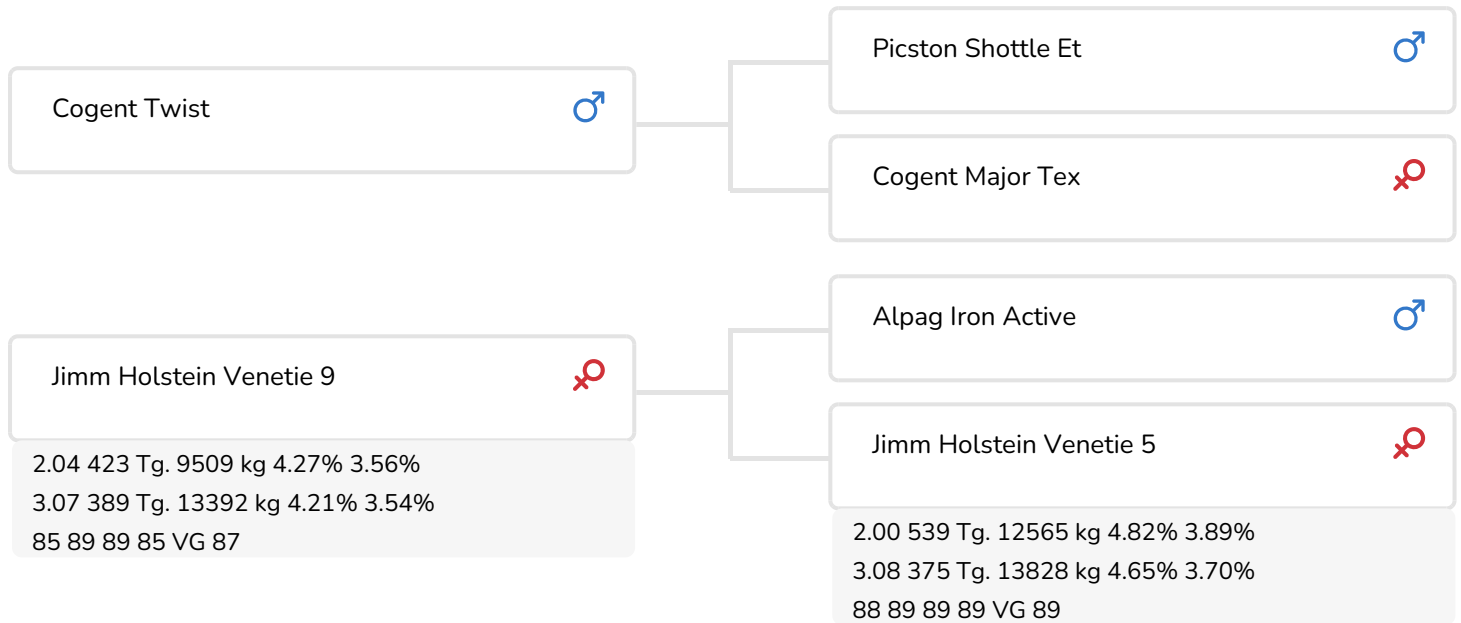 Picston Shottle Et
Cogent Twist
Cogent Major Tex
Alpag Iron Active
Jimm Holstein Venetie 9
2.04 423 Tg. 9509 kg 4.27% 3.56%
3.07 389 Tg. 13392 kg 4.21% 3.54%
85 89 89 85 VG 87
Jimm Holstein Venetie 5
2.00 539 Tg. 12565 kg 4.82% 3.89%
3.08 375 Tg. 13828 kg 4.65% 3.70%
88 89 89 89 VG 89